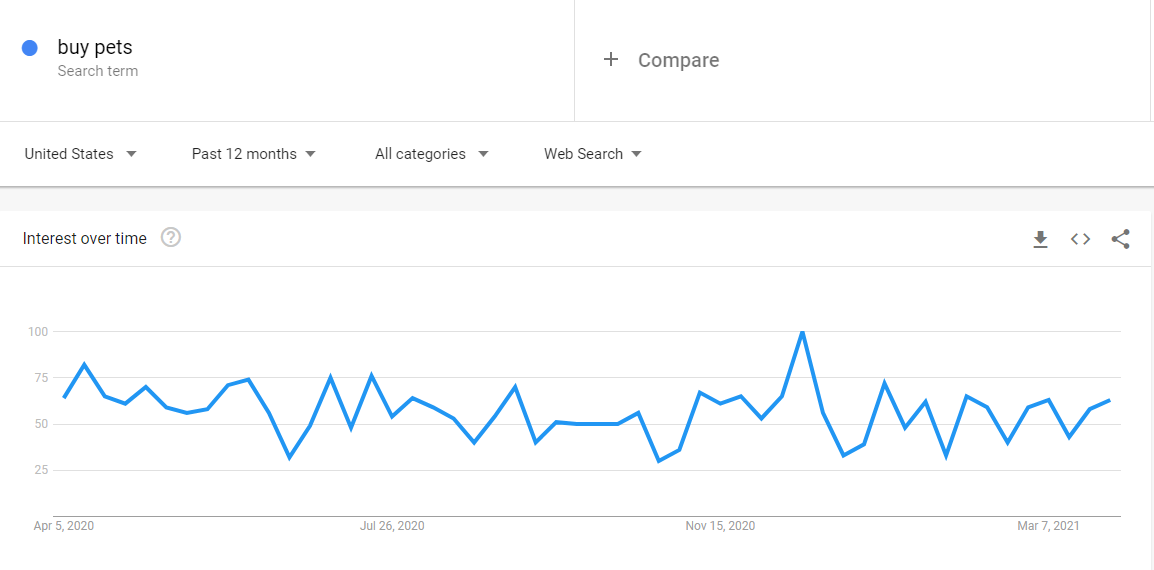 buy pets
Search term
+ Compare
United States
Past 12 months
All categories
Web Search
Interest over time
?
100
75
50
25
Apr 5, 2020
Jul 26, 2020
Nov 15, 2020
Mar 7, 2021